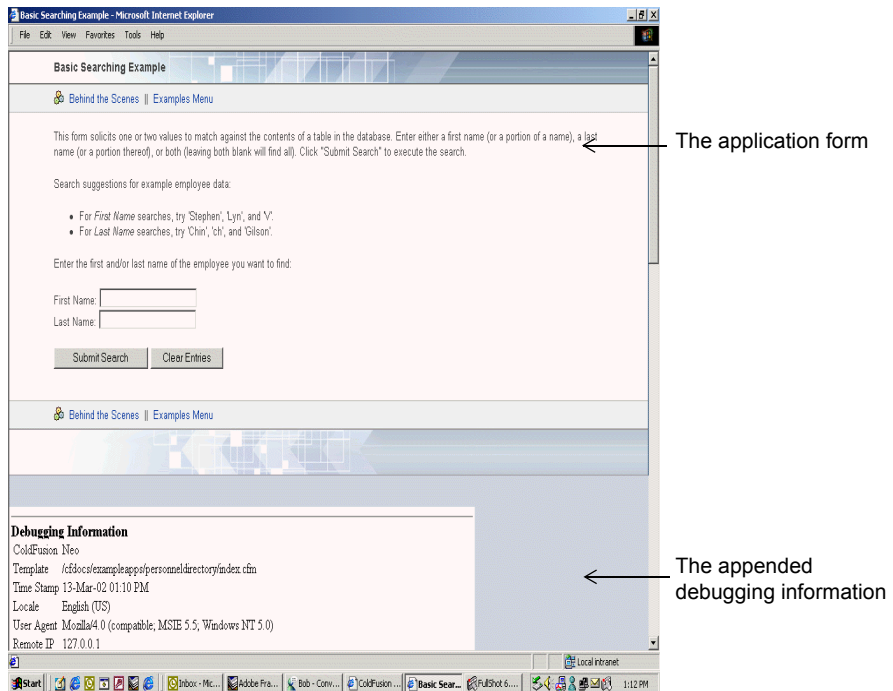 Basic Searching Example - Microsoft Internet Explorer
File Edit View Favorites Tools Help
Basic Searching Example
Behind the Scenes || Examples Menu
This form solicits one or two values to match against the contents of a table in the database. Enter either a first name (or a portion of a name), a last
name (or a portion thereof), or both (leaving both blank will find all). Click "Submit Search" to execute the search.
The application form
Search suggestions for example employee data:
• For First Name searches, try 'Stephen', 'Lyn', and 'V'.
• For Last Name searches, try 'Chin', 'ch', and 'Gilson'.
Enter the first and/or last name of the employee you want to find:
First Name:
Last Name:
Submit Search Clear Entries
Behind the Scenes || Examples Menu
Debugging Information
ColdFusion Neo
Template /cfdocs/exampleapps/personneldirectory/index.cfm
Time Stamp 13-Mar-02 01:10 PM
Locale English (US)
User Agent Mozilla/4.0 (compatible; MSIE 5.5; Windows NT 5.0)
Remote IP 127.0.0.1
The appended
debugging information
Local intranet
Start Inbox - Mic... Adobe Fra... Bob - Conv... ColdFusion ... Basic Sear... FullShot 6.... 1:12 PM